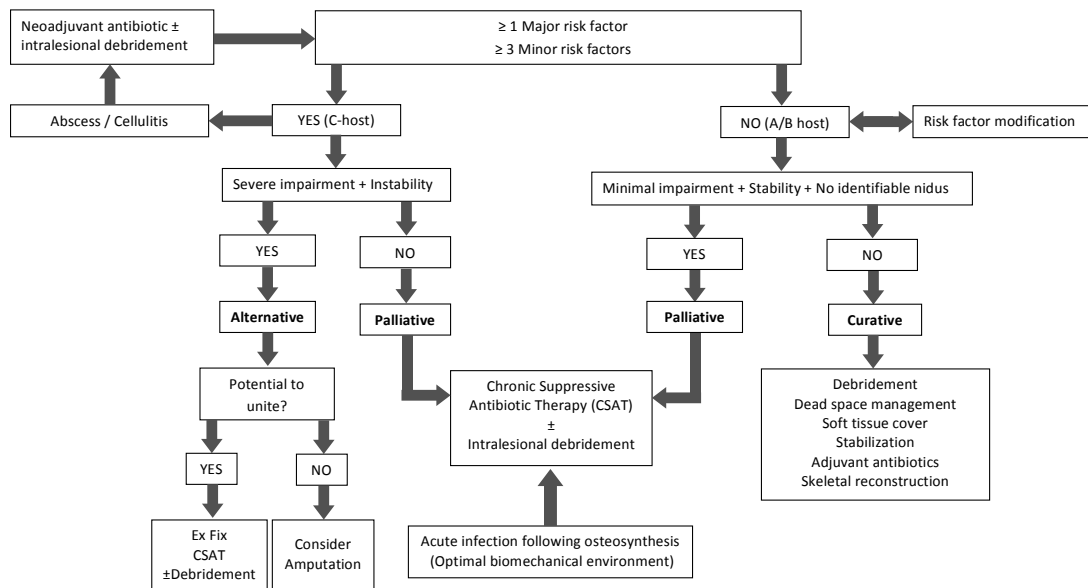 Neoadjuvant antibiotic ±
intralesional debridement
≥ 1 Major risk factor
≥ 3 Minor risk factors
Abscess / Cellulitis
YES (C-host)
NO (A/B host)
Risk factor modification
Severe impairment + Instability
Minimal impairment + Stability + No identifiable nidus
YES
NO
YES
NO
Alternative
Palliative
Palliative
Curative
Potential to
unite?
Chronic Suppressive
Antibiotic Therapy (CSAT)
±
Intralesional debridement
Debridement
Dead space management
Soft tissue cover
Stabilization
Adjuvant antibiotics
Skeletal reconstruction
YES
NO
Ex Fix
CSAT
±Debridement
Consider
Amputation
Acute infection following osteosynthesis
(Optimal biomechanical environment)